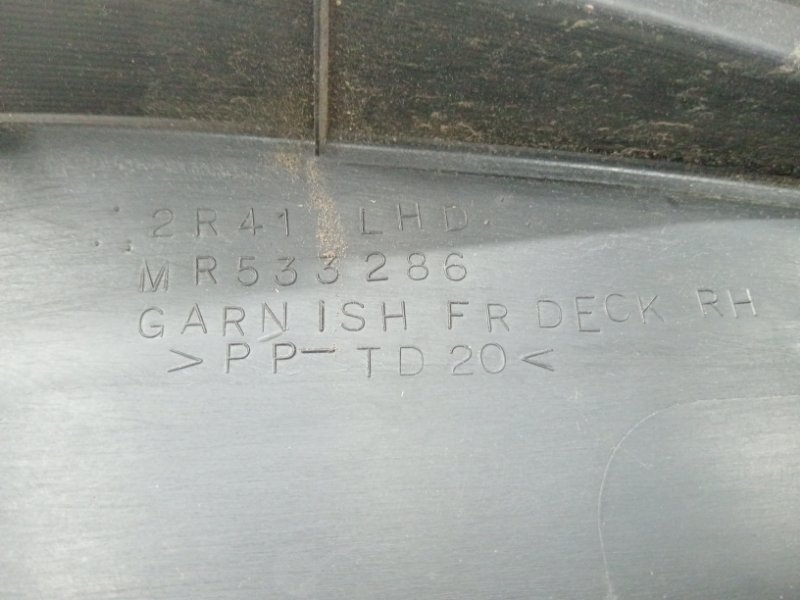 2R41 LHD
MR533286
GARNISH FR DECK RH
>PP-TD20<